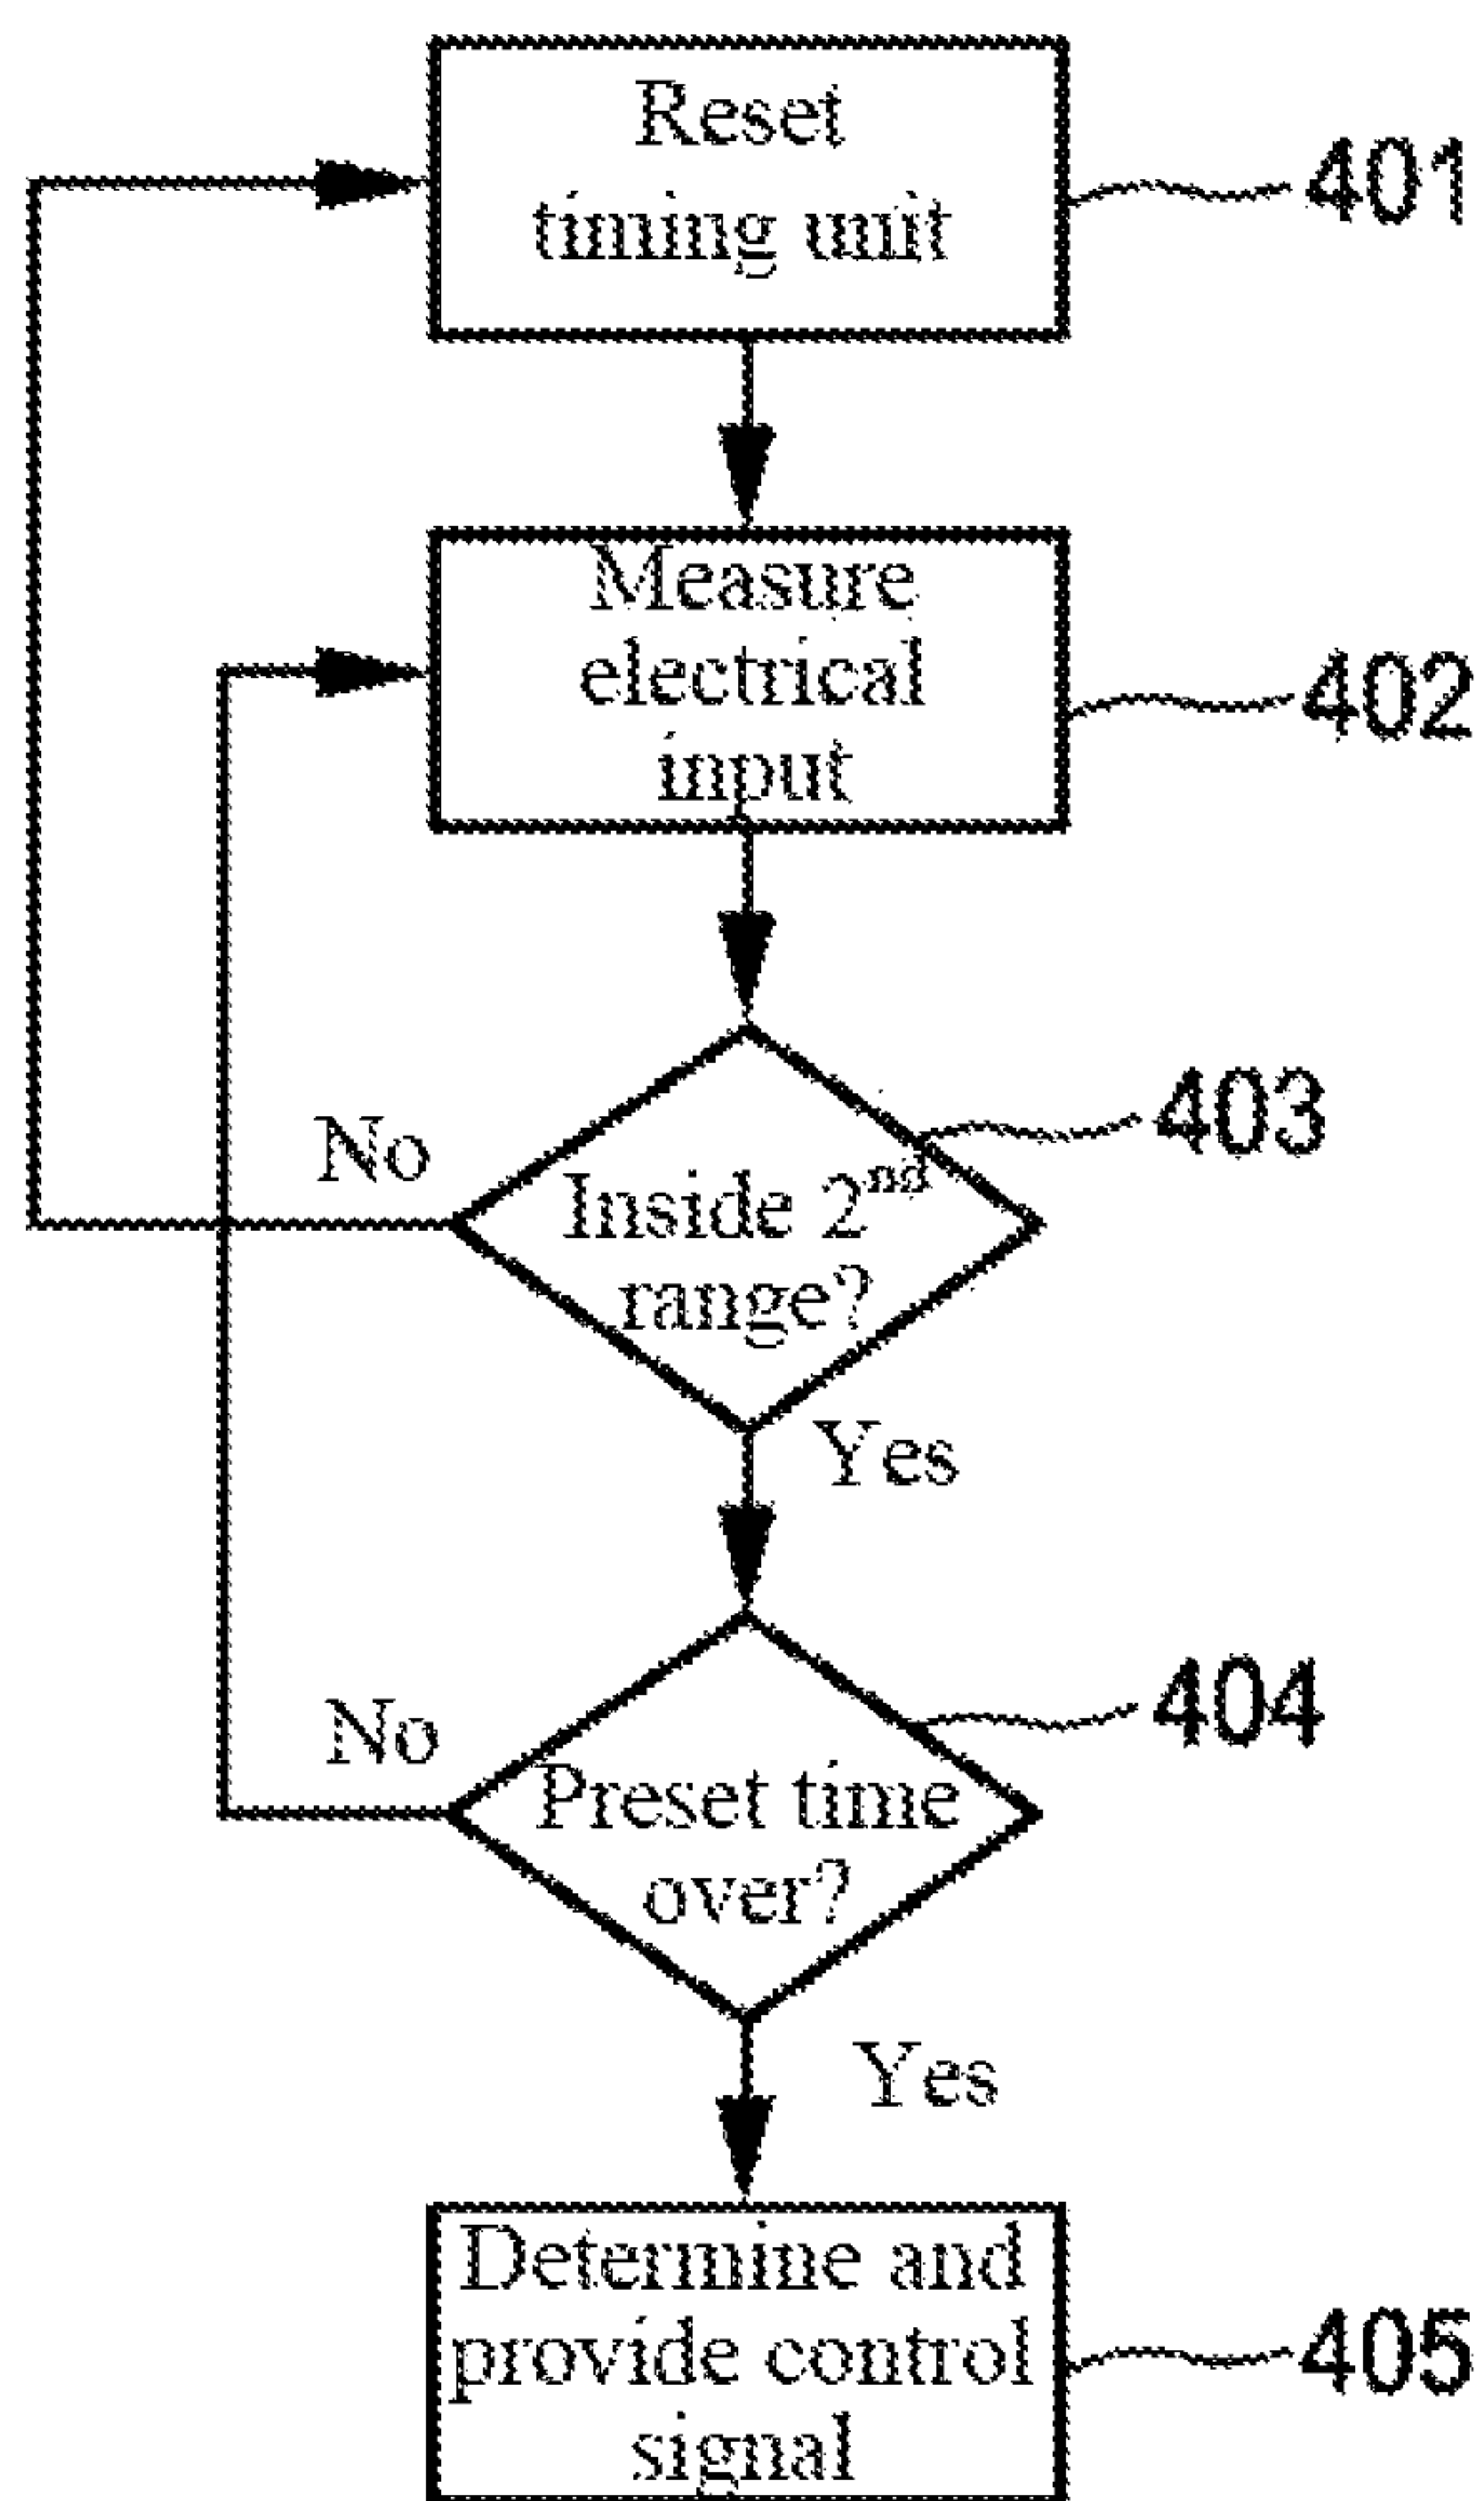 Reset
timing unit
401
Measure
electrical
input
402
403
No
Inside 2nd
range?
Yes
404
No
Preset time
over?
Yes
Determine and
provide control
signal
405